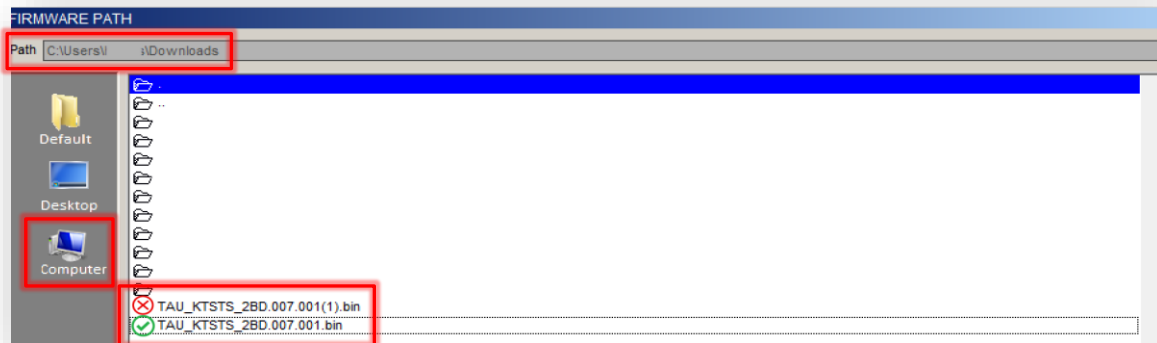 FIRMWARE PATH
Path C:\Users\I s\Downloads
.
..
Default
Desktop
Computer
TAU_KTSTS_2BD.007.001(1).bin
TAU_KTSTS_2BD.007.001.bin